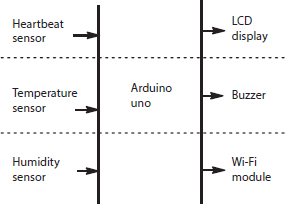 Heartbeat
sensor
LCD
display
Temperature
sensor
Arduino
uno
Buzzer
Humidity
sensor
Wi-Fi
module